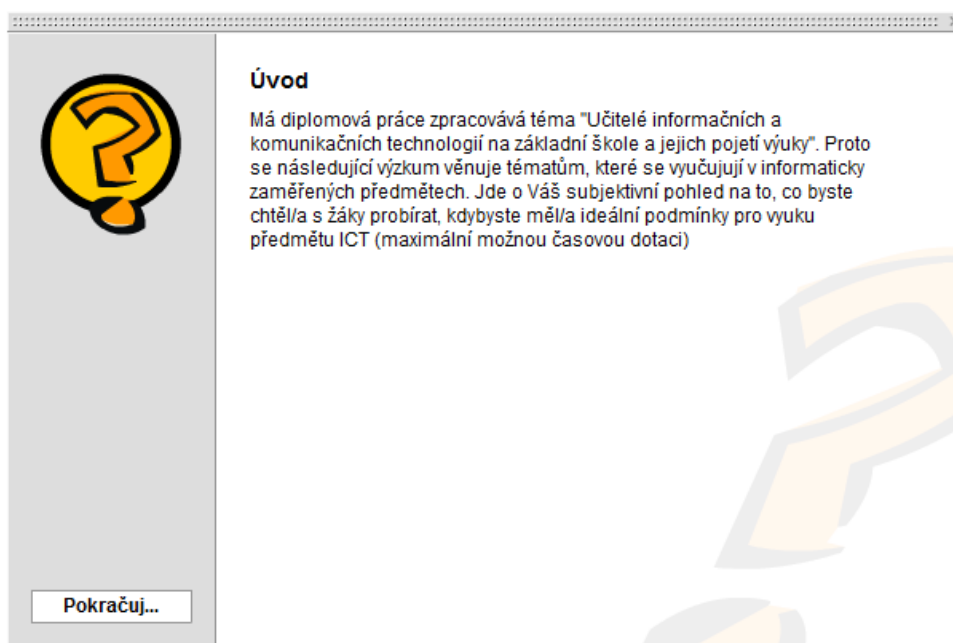 Úvod
Má diplomová práce zpracovává téma "Učitelé informačních a
komunikačních technologií na základní škole a jejich pojetí výuky". Proto
se následující výzkum věnuje tématům, které se vyučujují v informaticky
zaměřených předmětech. Jde o Váš subjektivní pohled na to, co byste
chtěl/a s žáky probírat, kdybyste měl/a ideální podmínky pro vyuku
předmětu ICT (maximální možnou časovou dotaci)
Pokračuj...